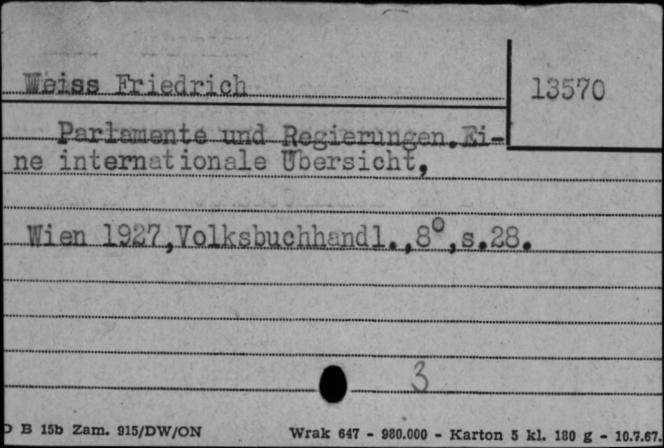 Weiss Friedrich
13570
Parlamente und Regierungen.Ei-
ne internationale Übersicht,
Wien 1927,Volksbuchhandl.,8°,s.28.
3
D B 15b Zam. 915/DW/ON
Wrak 647 - 980.000 - Karton 5 kl. 180 g - 10.7.67.